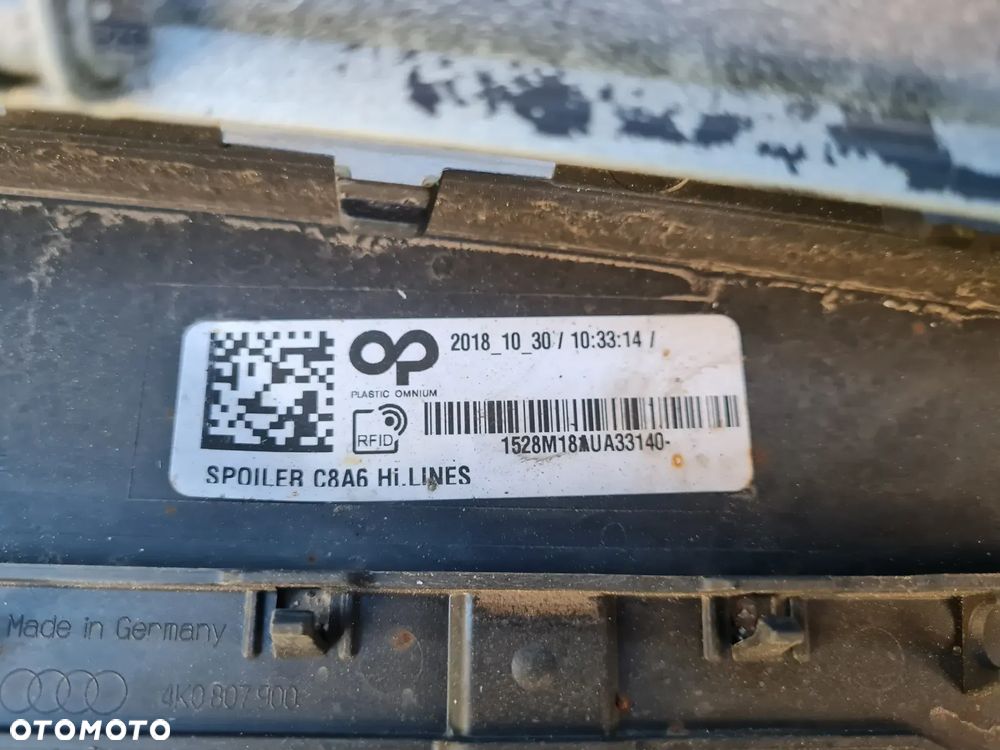 OP
2018_10_30 / 10:33:14 /
PLASTIC OMNIUM
RFID
1528M18AUA33140-
SPOILER C8A6 Hi.LINES
Made in Germany
4K0 807 900
OTOMOTO